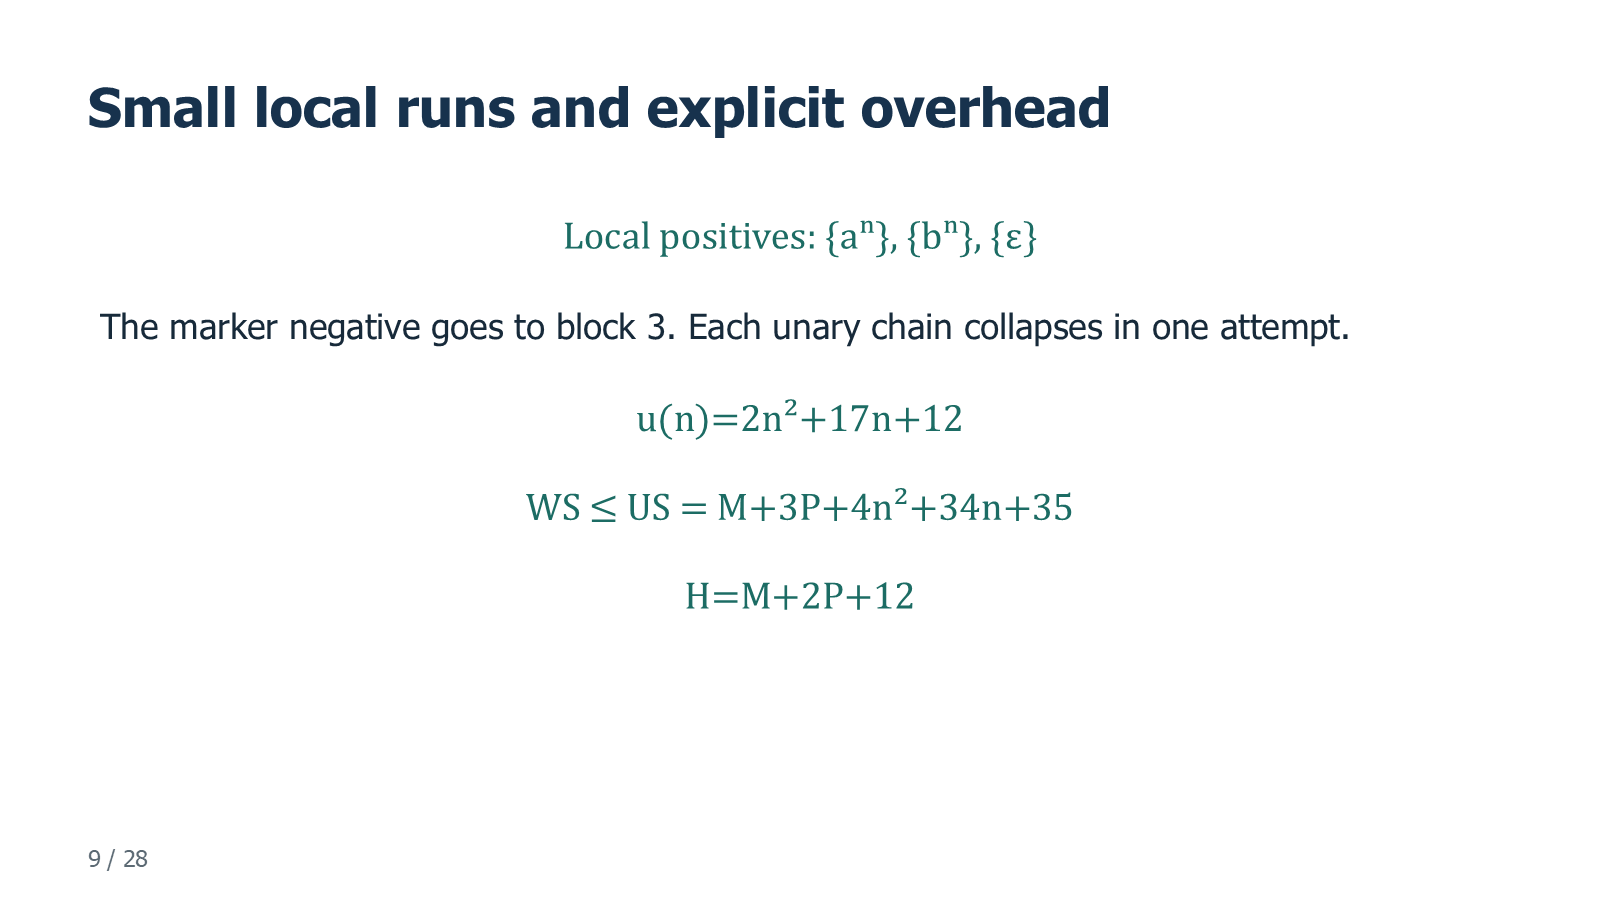 Small local runs and explicit overhead
Local positives: {aⁿ}, {bⁿ}, {ε}
The marker negative goes to block 3. Each unary chain collapses in one attempt.
u(n)=2n²+17n+12
WS ≤ US = M+3P+4n²+34n+35
H=M+2P+12
9 / 28